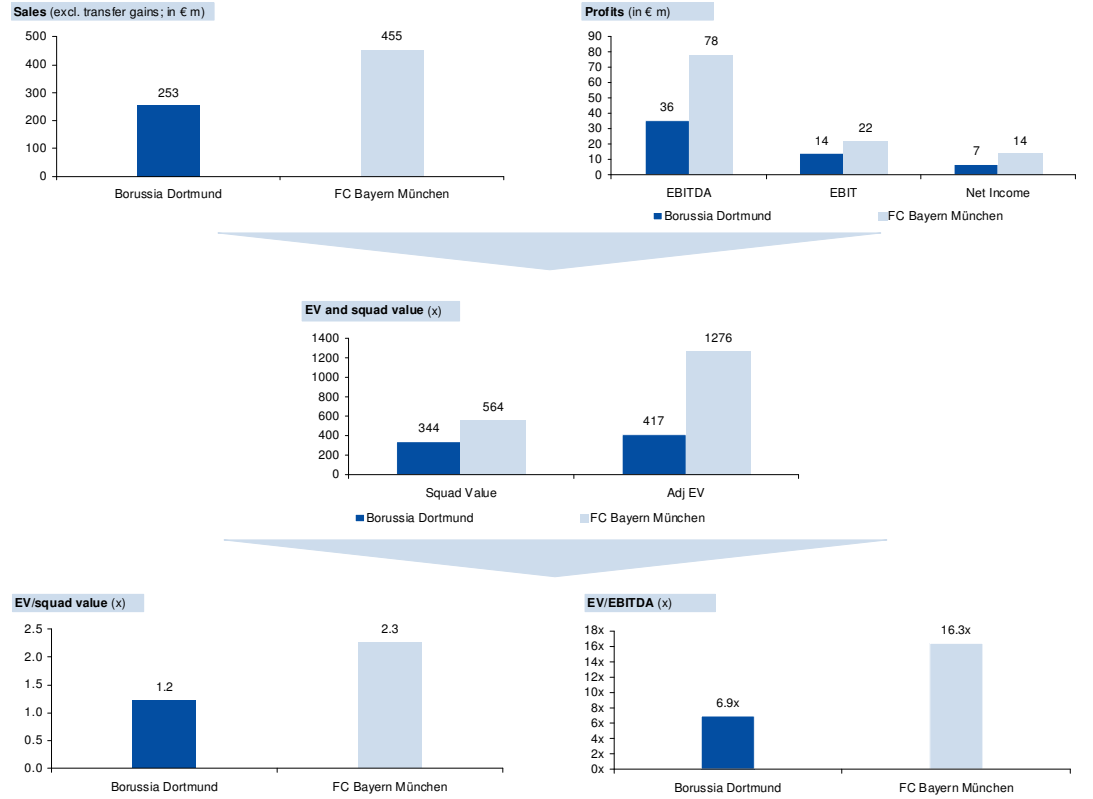 Sales (excl. transfer gains; in € m)
500
400
300
200
100
0
253
455
Borussia Dortmund
FC Bayern München
Profits (in € m)
90
80
70
60
50
40
30
20
10
0
36
78
14
22
7
14
EBITDA
EBIT
Net Income
Borussia Dortmund
FC Bayern München
EV and squad value (x)
1400
1200
1000
800
600
400
200
0
344
564
417
1276
Squad Value
Adj EV
Borussia Dortmund
FC Bayern München
EV/squad value (x)
2.5
2.0
1.5
1.0
0.5
0.0
1.2
2.3
Borussia Dortmund
FC Bayern München
EV/EBITDA (x)
18x
16x
14x
12x
10x
8x
6x
4x
2x
0x
6.9x
16.3x
Borussia Dortmund
FC Bayern München